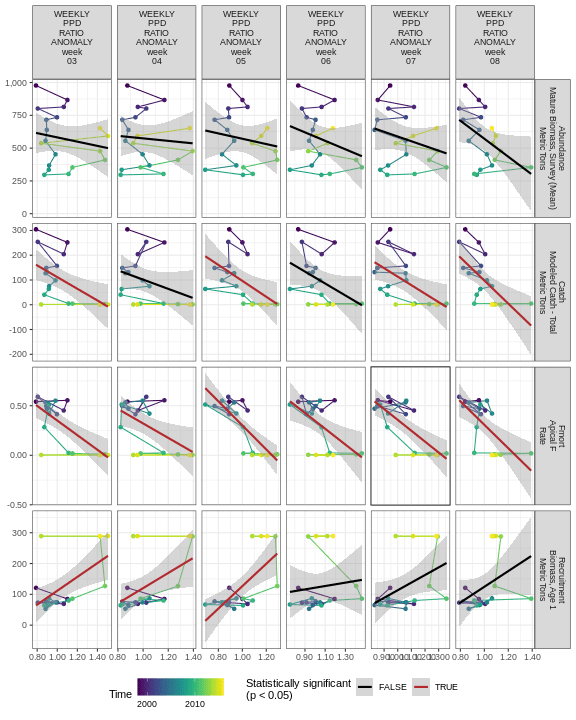 WEEKLY
PPD
RATIO
ANOMALY
week
03
WEEKLY
PPD
RATIO
ANOMALY
week
04
WEEKLY
PPD
RATIO
ANOMALY
week
05
WEEKLY
PPD
RATIO
ANOMALY
week
06
WEEKLY
PPD
RATIO
ANOMALY
week
07
WEEKLY
PPD
RATIO
ANOMALY
week
08
1,000
750
500
250
0
Abundance
Mature Biomass, Survey (Mean)
Metric Tons
300
200
100
0
-100
-200
Catch
Modeled Catch - Total
Metric Tons
0.50
0.00
-0.50
Fmort
Apical F
Rate
300
200
100
0
Recruitment
Biomass, Age 1
Metric Tons
0.80 1.00 1.20 1.40
0.80 1.00 1.20 1.40
0.80 1.00 1.20
0.90 1.10 1.30
0.80 1.00 1.20 1.40
Time
2000 2010
Statistically significant
(p < 0.05)
FALSE
TRUE